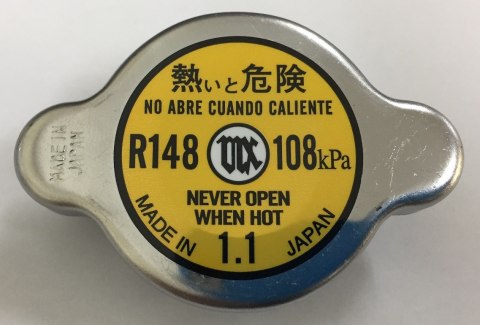 熱いと危険
NO ABRE CUANDO CALIENTE
R148 108kPa
NEVER OPEN
WHEN HOT
MADE IN 1.1 JAPAN
MADE IN
JAPAN